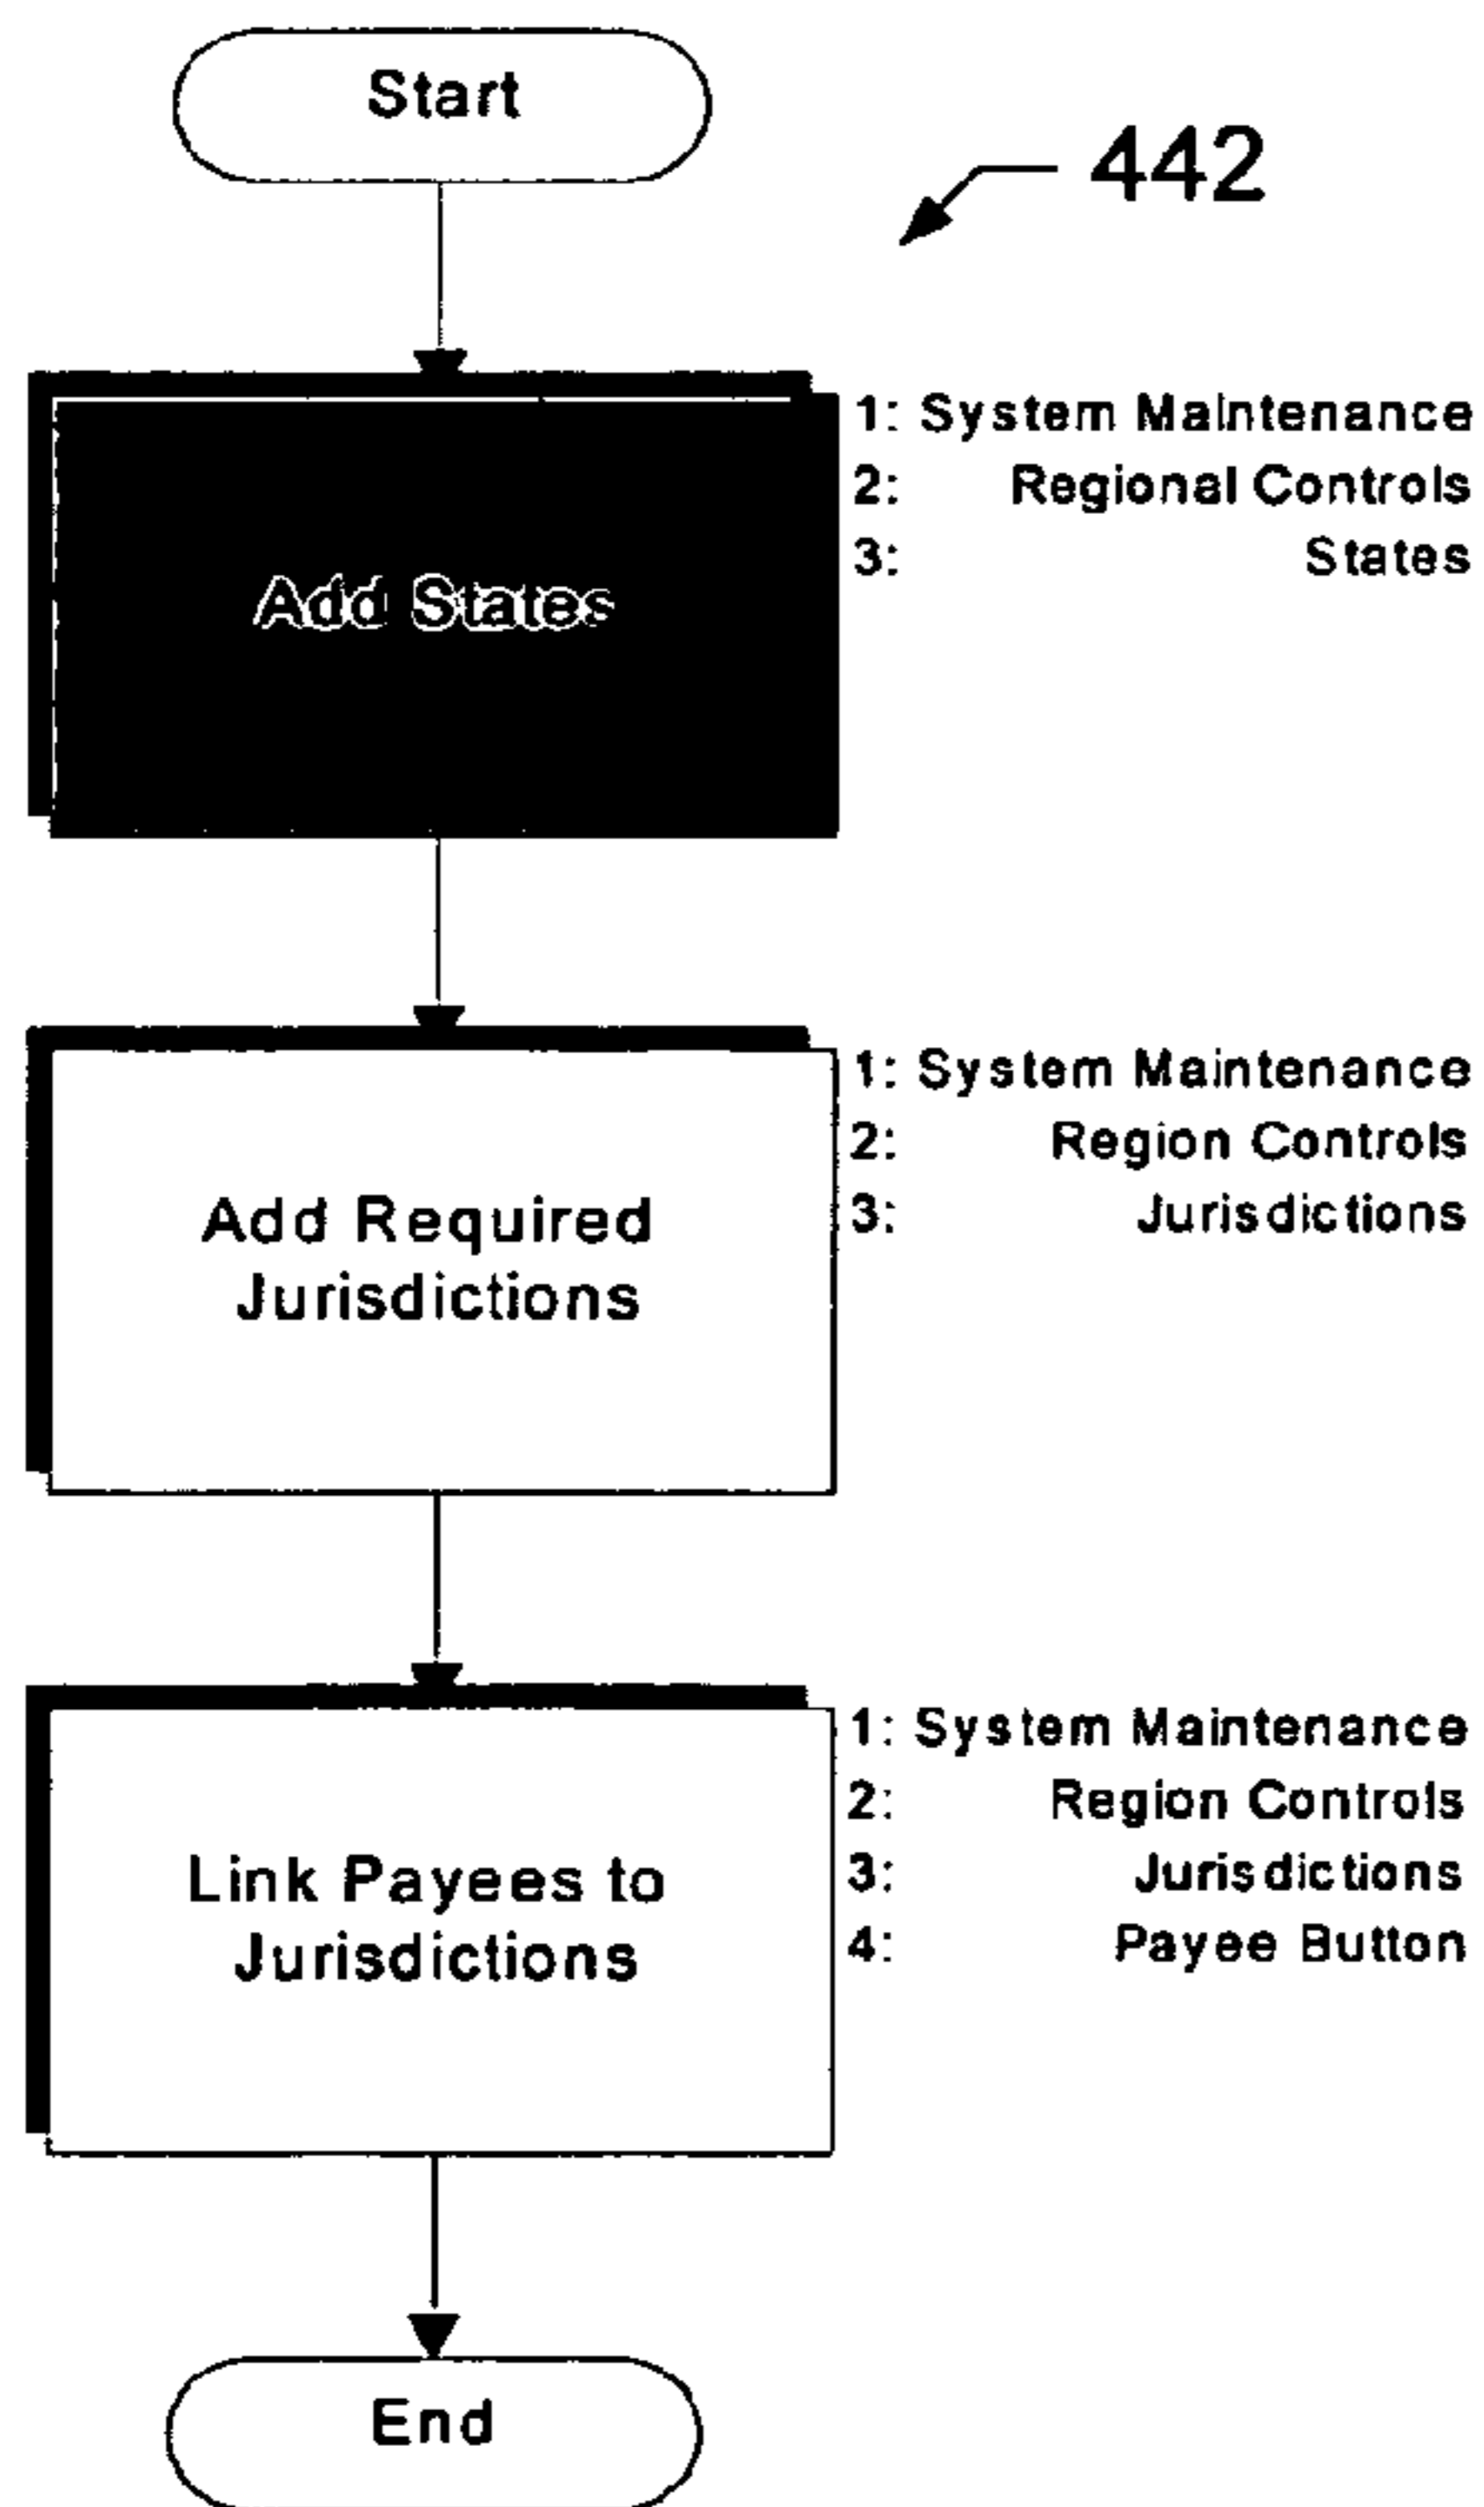 Start
442
1: System Maintenance
2: Regional Controls
3: States
Add States
1: System Maintenance
2: Region Controls
3: Jurisdictions
Add Required
Jurisdictions
1: System Maintenance
2: Region Controls
3: Jurisdictions
4: Payee Button
Link Payees to
Jurisdictions
End